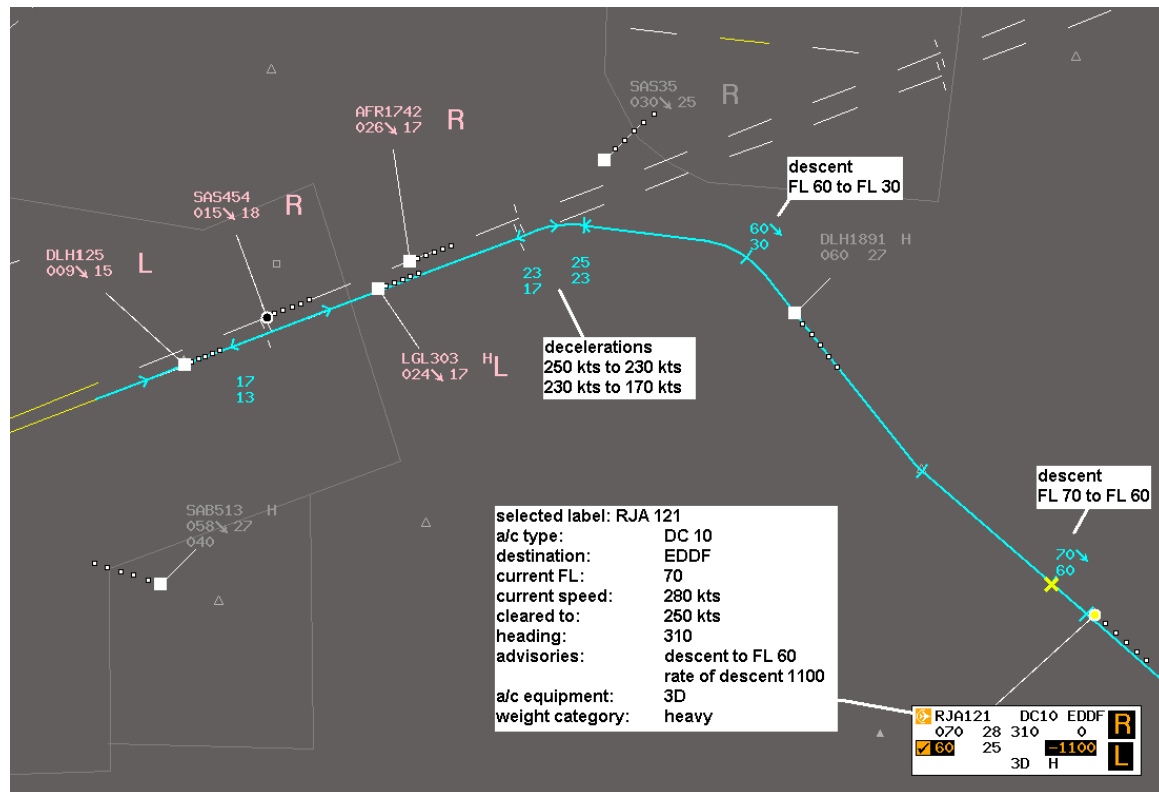 SAS35 R
030↘ 25
AFR1742 R
026↘ 17
descent
FL 60 to FL 30
SAS454 R
015↘ 18
60↘
30
DLH1891 H
060 27
DLH125 L
009↘ 15
23 25
17 23
decelerations
250 kts to 230 kts
230 kts to 170 kts
LGL303 H L
024↘ 17
17
13
descent
FL 70 to FL 60
SAB513 H
058↘ 27
040
70↘
60
selected label: RJA 121
a/c type: DC 10
destination: EDDF
current FL: 70
current speed: 280 kts
cleared to: 250 kts
heading: 310
advisories: descent to FL 60
rate of descent 1100
a/c equipment: 3D
weight category: heavy
RJA121 DC10 EDDF R
070 28 310 0
60 25 -1100 L
3D H